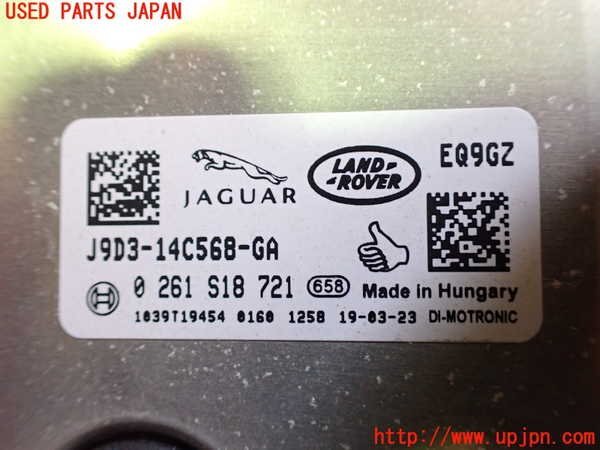 USED PARTS JAPAN
JAGUAR
LAND-
ROVER
EQ9GZ
J9D3-14C568-GA
0 261 S18 721 658 Made in Hungary
1039T19454 0160 1258 19-03-23 DI-MOTRONIC
http://www.upjpn.com/